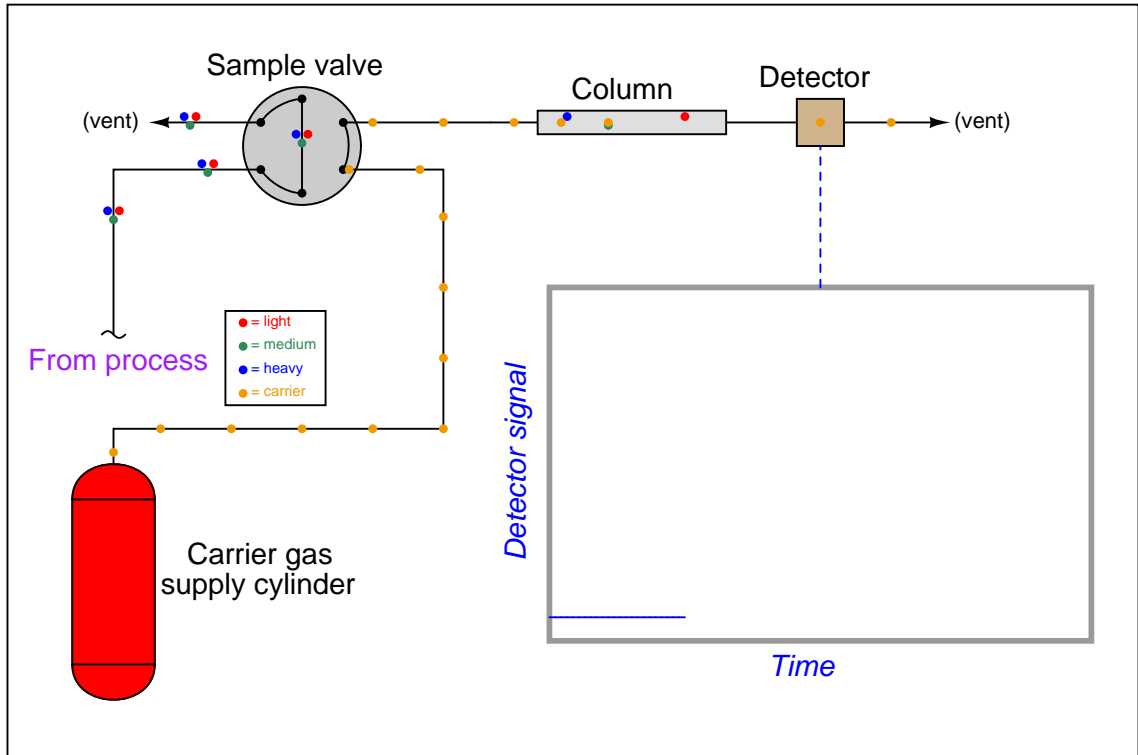 Sample valve
Column
Detector
(vent)
(vent)
From process
= light
= medium
= heavy
= carrier
Detector signal
Carrier gas
supply cylinder
Time